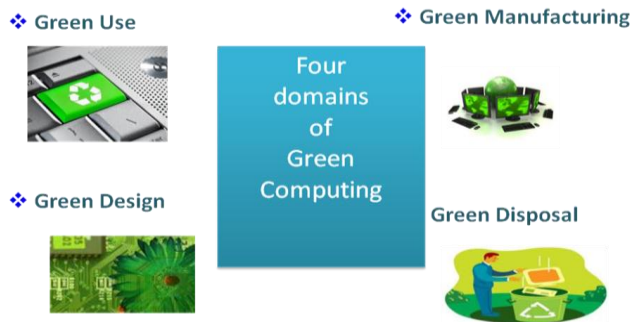 ❖ Green Use
❖ Green Manufacturing
Four
domains
of
Green
Computing
❖ Green Design
Green Disposal